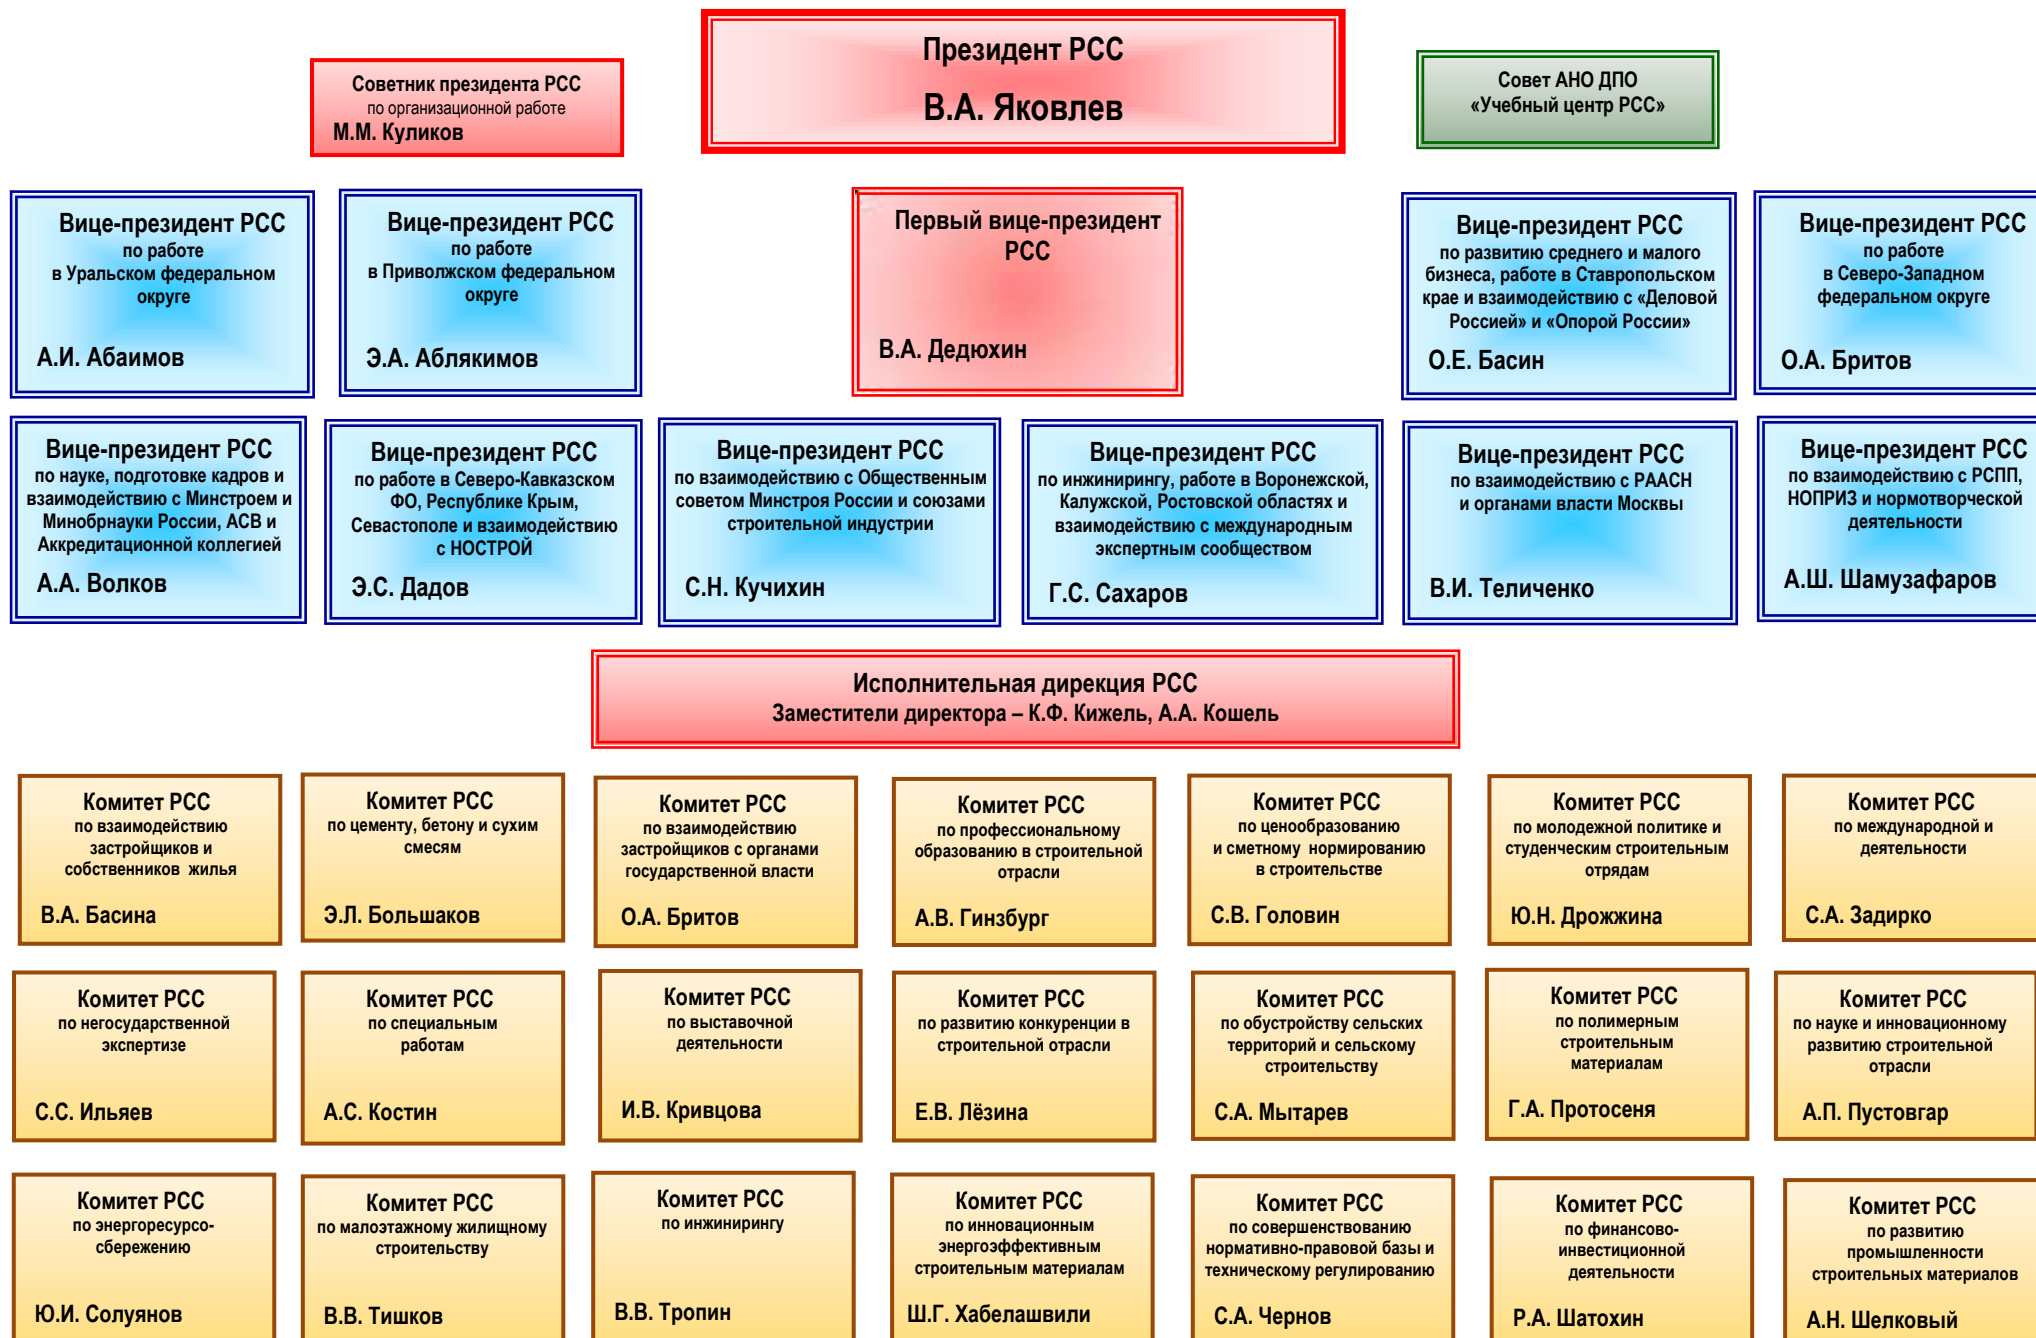 Президент РСС
В.А. Яковлев
Советник президента РСС
по организационной работе
М.М. Куликов
Совет АНО ДПО
«Учебный центр РСС»
Вице-президент РСС
по работе
в Уральском федеральном
округе
А.И. Абаимов
Вице-президент РСС
по работе
в Приволжском федеральном
округе
Э.А. Аблякимов
Первый вице-президент
РСС
В.А. Дедюхин
Вице-президент РСС
по развитию среднего и малого
бизнеса, работе в Ставропольском
крае и взаимодействию с «Деловой
Россией» и «Опорой России»
О.Е. Басин
Вице-президент РСС
по работе
в Северо-Западном
федеральном округе
О.А. Бритов
Вице-президент РСС
по науке, подготовке кадров и
взаимодействию с Минстроем и
Минобрнауки России, АСВ и
Аккредитационной коллегией
А.А. Волков
Вице-президент РСС
по работе в Северо-Кавказском
ФО, Республике Крым,
Севастополе и взаимодействию
с НОСТРОЙ
Э.С. Дадов
Вице-президент РСС
по взаимодействию с Общественным
советом Минстроя России и союзами
строительной индустрии
С.Н. Кучихин
Вице-президент РСС
по инжинирингу, работе в Воронежской,
Калужской, Ростовской областях и
взаимодействию с международным
экспертным сообществом
Г.С. Сахаров
Вице-президент РСС
по взаимодействию с РААСН
и органами власти Москвы
В.И. Теличенко
Вице-президент РСС
по взаимодействию с РСПП,
НОПРИЗ и нормотворческой
деятельности
А.Ш. Шамузафаров
Исполнительная дирекция РСС
Заместители директора – К.Ф. Кижель, А.А. Кошель
Комитет РСС
по взаимодействию
застройщиков и
собственников жилья
В.А. Басина
Комитет РСС
по цементу, бетону и сухим
смесям
Э.Л. Большаков
Комитет РСС
по взаимодействию
застройщиков с органами
государственной власти
О.А. Бритов
Комитет РСС
по профессиональному
образованию в строительной
отрасли
А.В. Гинзбург
Комитет РСС
по ценообразованию
и сметному нормированию
в строительстве
С.В. Головин
Комитет РСС
по молодежной политике и
студенческим строительным
отрядам
Ю.Н. Дрожжина
Комитет РСС
по международной и
деятельности
С.А. Задирко
Комитет РСС
по негосударственной
экспертизе
С.С. Ильяев
Комитет РСС
по специальным
работам
А.С. Костин
Комитет РСС
по выставочной
деятельности
И.В. Кривцова
Комитет РСС
по развитию конкуренции в
строительной отрасли
Е.В. Лёзина
Комитет РСС
по обустройству сельских
территорий и сельскому
строительству
С.А. Мытарев
Комитет РСС
по полимерным
строительным
материалам
Г.А. Протосеня
Комитет РСС
по науке и инновационному
развитию строительной
отрасли
А.П. Пустовгар
Комитет РСС
по энергоресурсо-
сбережению
Ю.И. Солуянов
Комитет РСС
по малоэтажному жилищному
строительству
В.В. Тишков
Комитет РСС
по инжинирингу
В.В. Тропин
Комитет РСС
по инновационным
энергоэффективным
строительным материалам
Ш.Г. Хабелашвили
Комитет РСС
по совершенствованию
нормативно-правовой базы и
техническому регулированию
С.А. Чернов
Комитет РСС
по финансово-
инвестиционной
деятельности
Р.А. Шатохин
Комитет РСС
по развитию
промышленности
строительных материалов
А.Н. Шелковый